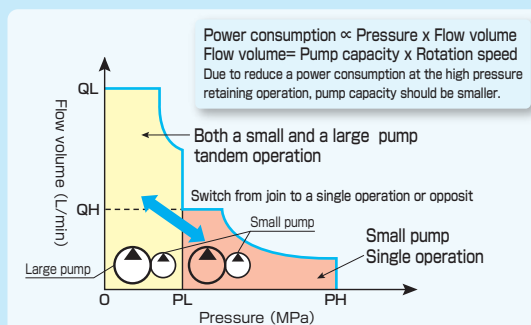 Power consumption ∝ Pressure x Flow volume
Flow volume= Pump capacity x Rotation speed
Due to reduce a power consumption at the high pressure
retaining operation, pump capacity should be smaller.
QL
Both a small and a large pump
tandem operation
Flow volume (L/min)
Switch from join to a single operation or opposit
QH
Small pump
Small pump
Single operation
Large pump
O
PL
PH
Pressure (MPa)